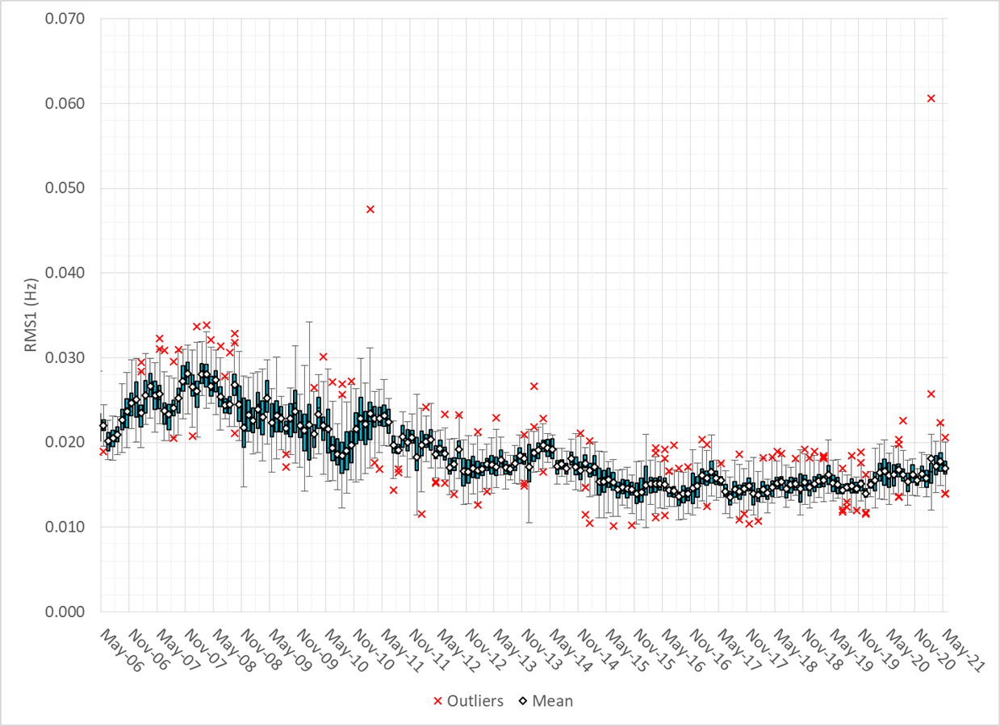 0.070
0.060
0.050
0.040
0.030
0.020
0.010
0.000
RMS1 (Hz)
May-06
Nov-06
May-07
Nov-07
May-08
Nov-08
May-09
Nov-09
May-10
Nov-10
May-11
Nov-11
May-12
Nov-12
May-13
Nov-13
May-14
Nov-14
May-15
Nov-15
May-16
Nov-16
May-17
Nov-17
May-18
Nov-18
May-19
Nov-19
May-20
Nov-20
May-21
Outliers Mean